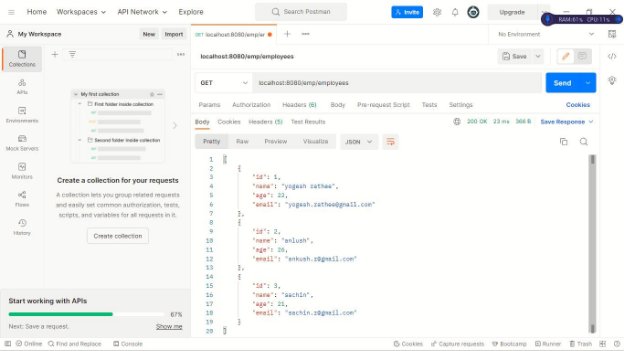 Home Workspaces API Network Explore Search Postman Invite Upgrade
RAM:61% CPU:11%
My Workspace New Import
GET localhost:8080/emp/er
No Environment
localhost:8080/emp/employees Save
GET localhost:8080/emp/employees Send
Params Authorization Headers (6) Body Pre-request Script Tests Settings Cookies
Body Cookies Headers (5) Test Results 200 OK 23 ms 366 B Save Response
Pretty Raw Preview Visualize JSON
Collections
APIs
Environments
Mock Servers
Monitors
Flows
History
My first collection
First folder inside collection
Second folder inside collection
Create a collection for your requests
A collection lets you group related requests
and easily set common authorization, tests,
scripts, and variables for all requests in it.
Create collection
Start working with APIs
67%
Next: Save a request. Show me
1 [
2 {
3 "id": 1,
4 "name": "yogesh rathee",
5 "age": 22,
6 "email": "yogesh.rathee@gmail.com"
7 },
8 {
9 "id": 2,
10 "name": "ankush",
11 "age": 26,
12 "email": "ankush.r@gmail.com"
13 },
14 {
15 "id": 3,
16 "name": "sachin",
17 "age": 21,
18 "email": "sachin.r@gmail.com"
19 }
20 ]
Online Find and Replace Console Cookies Capture requests Bootcamp Runner Trash